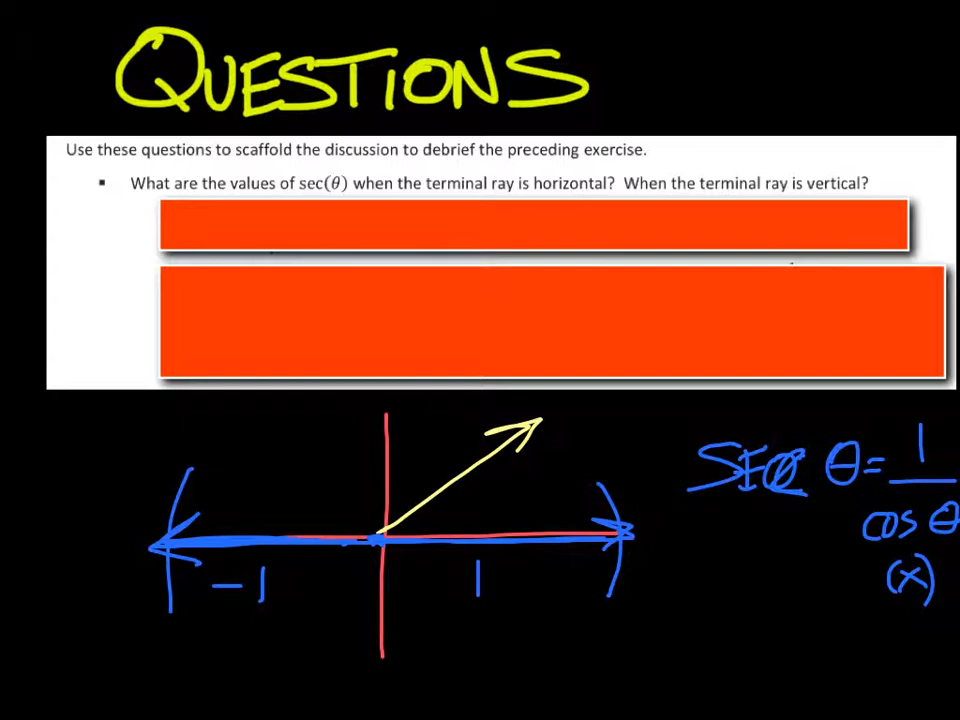 QUESTIONS
Use these questions to scaffold the discussion to debrief the preceding exercise.
▪ What are the values of sec(θ) when the terminal ray is horizontal? When the terminal ray is vertical?
SEC θ = 1
cos θ
(x)
-1 1